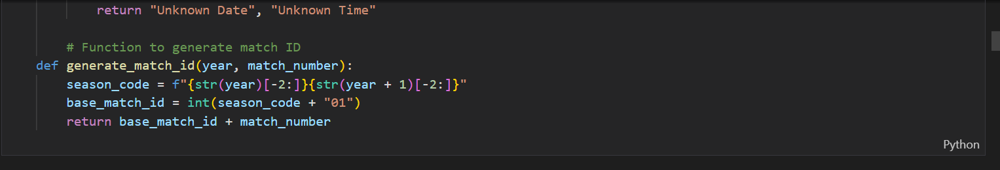 return "Unknown Date", "Unknown Time"
# Function to generate match ID
def generate_match_id(year, match_number):
season_code = f"{str(year)[-2:]}{str(year + 1)[-2:]}"
base_match_id = int(season_code + "01")
return base_match_id + match_number
Python